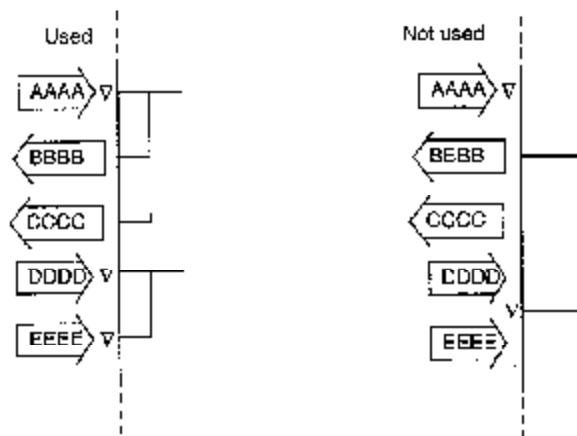 Used
AAAA
BBBB
CCCC
DDDD
EEEE
Not used
AAAA
BEBB
CCCC
DDDD
EEEE